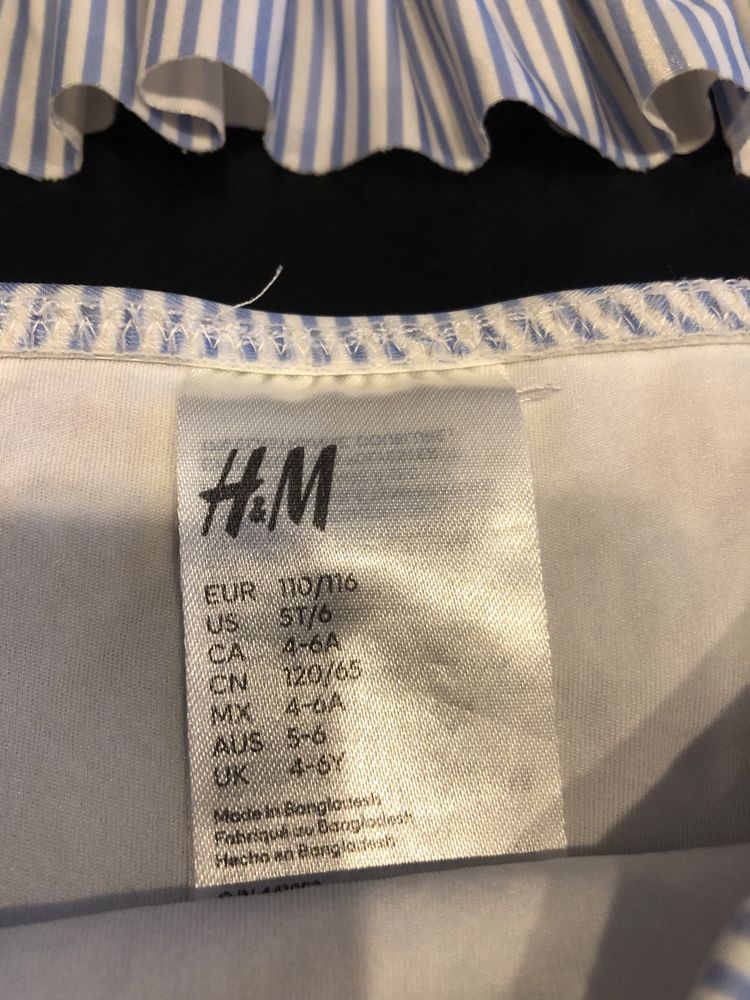 H&M
EUR 110/116
US 5T/6
CA 4-6A
CN 120/65
MX 4-6A
AUS 5-6
UK 4-6Y
Made in Bangladesh
Fabriqué au Bangladesh
Hecho en Bangladesh